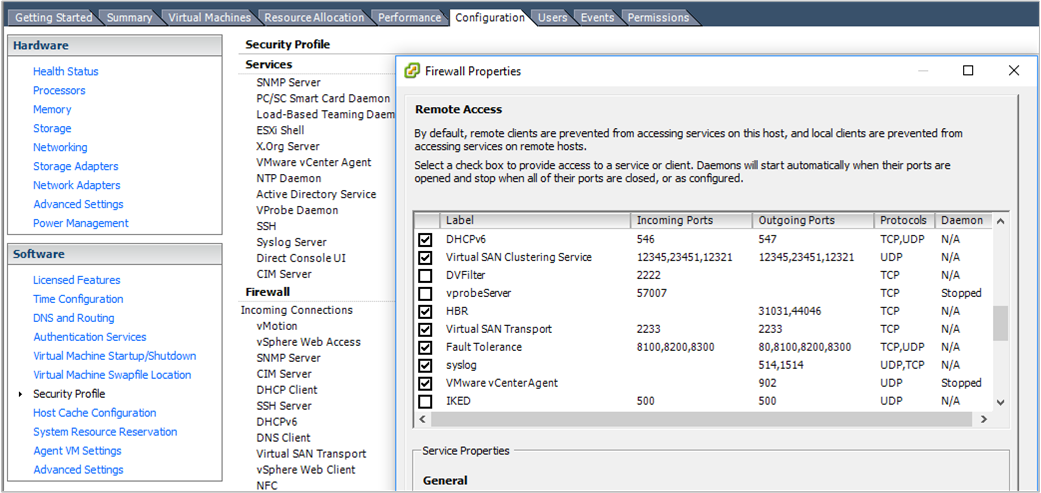 Getting Started Summary Virtual Machines Resource Allocation Performance Configuration Users Events Permissions
Hardware
Health Status
Processors
Memory
Storage
Networking
Storage Adapters
Network Adapters
Advanced Settings
Power Management
Software
Licensed Features
Time Configuration
DNS and Routing
Authentication Services
Virtual Machine Startup/Shutdown
Virtual Machine Swapfile Location
Security Profile
Host Cache Configuration
System Resource Reservation
Agent VM Settings
Advanced Settings
Security Profile
Services
SNMP Server
PC/SC Smart Card Daemon
Load-Based Teaming Daem
ESXi Shell
X.Org Server
VMware vCenter Agent
NTP Daemon
Active Directory Service
VProbe Daemon
SSH
Syslog Server
Direct Console UI
CIM Server
Firewall
Incoming Connections
vMotion
vSphere Web Access
SNMP Server
CIM Server
DHCP Client
SSH Server
DHCPv6
DNS Client
Virtual SAN Transport
vSphere Web Client
NFC
Firewall Properties
Remote Access
By default, remote clients are prevented from accessing services on this host, and local clients are prevented from
accessing services on remote hosts.
Select a check box to provide access to a service or client. Daemons will start automatically when their ports are
opened and stop when all of their ports are closed, or as configured.
Label Incoming Ports Outgoing Ports Protocols Daemon
DHCPv6 546 547 TCP,UDP N/A
Virtual SAN Clustering Service 12345,23451,12321 12345,23451,12321 UDP N/A
DVFilter 2222 TCP N/A
vprobeServer 57007 TCP Stopped
HBR 31031,44046 TCP N/A
Virtual SAN Transport 2233 2233 TCP N/A
Fault Tolerance 8100,8200,8300 80,8100,8200,8300 TCP,UDP N/A
syslog 514,1514 UDP,TCP N/A
VMware vCenterAgent 902 UDP Stopped
IKED 500 500 UDP N/A
Service Properties
General